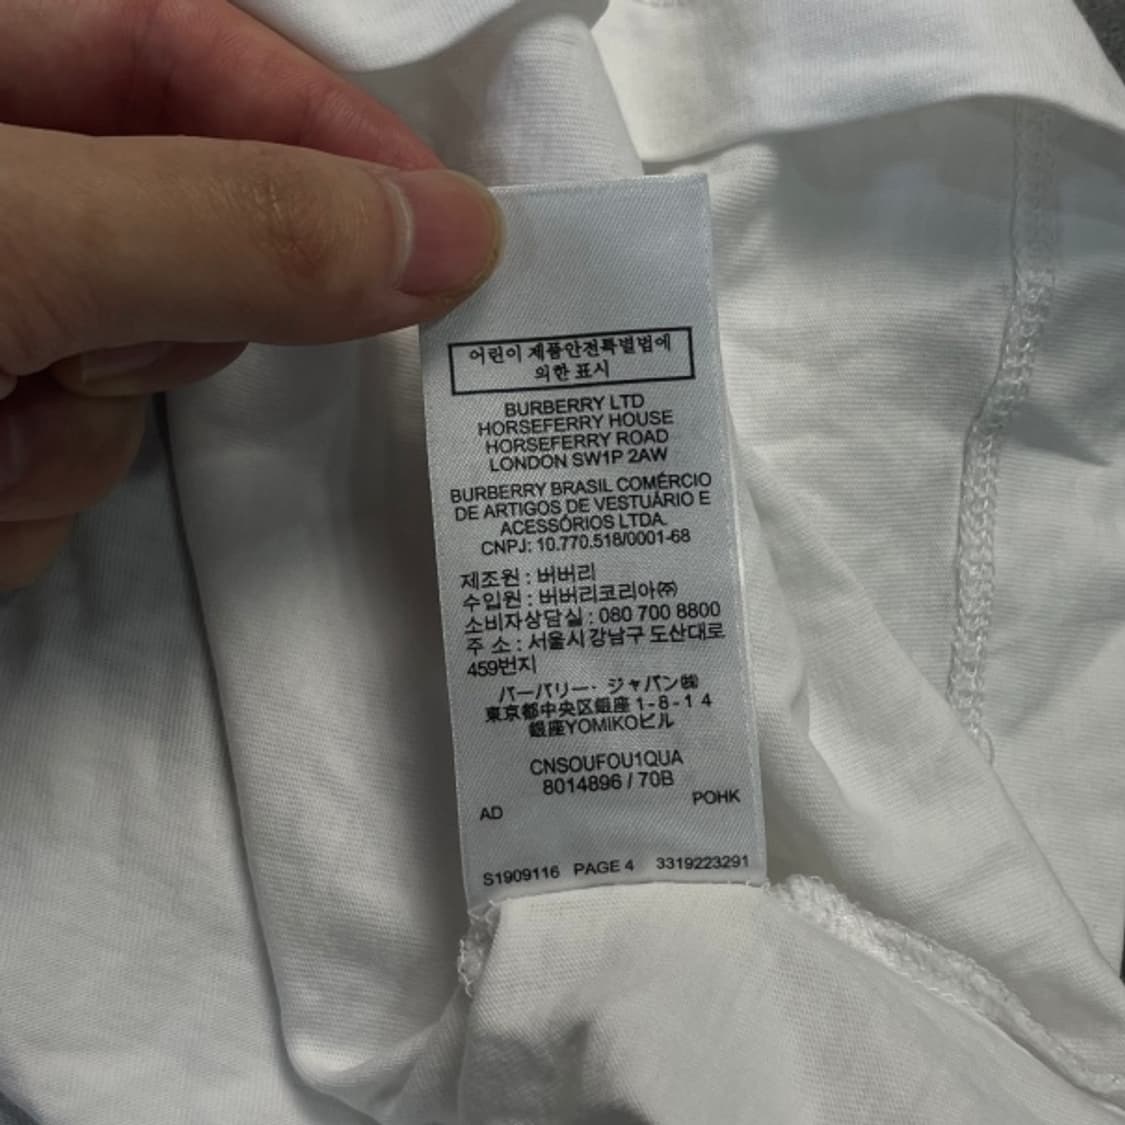 어린이 제품안전특별법에
의한 표시
BURBERRY LTD
HORSEFERRY HOUSE
HORSEFERRY ROAD
LONDON SW1P 2AW
BURBERRY BRASIL COMÉRCIO
DE ARTIGOS DE VESTUÁRIO E
ACESSÓRIOS LTDA.
CNPJ: 10.770.518/0001-68
제조원 : 버버리
수입원 : 버버리코리아㈜
소비자상담실 : 080 700 8800
주 소 : 서울시 강남구 도산대로
459번지
バーバリー・ジャパン㈱
東京都中央区銀座 1-8-1 4
銀座YOMIKOビル
CNSOUFOU1QUA
8014896 / 70B
AD POHK
S1909116 PAGE 4 3319223291